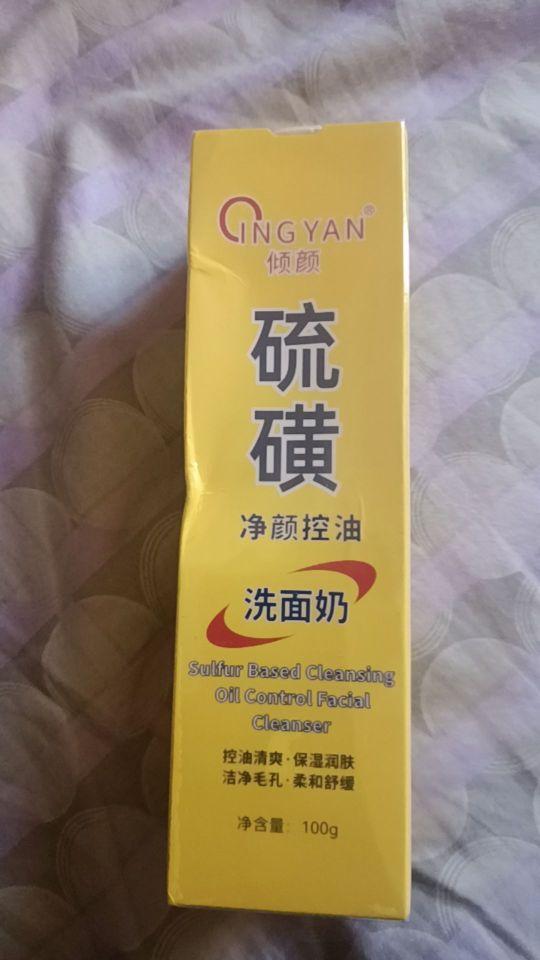 QINGYAN®
倾颜
硫
磺
净颜控油
洗面奶
Sulfur Based Cleansing
Oil Control Facial
Cleanser
控油清爽·保湿润肤
洁净毛孔·柔和舒缓
净含量: 100g